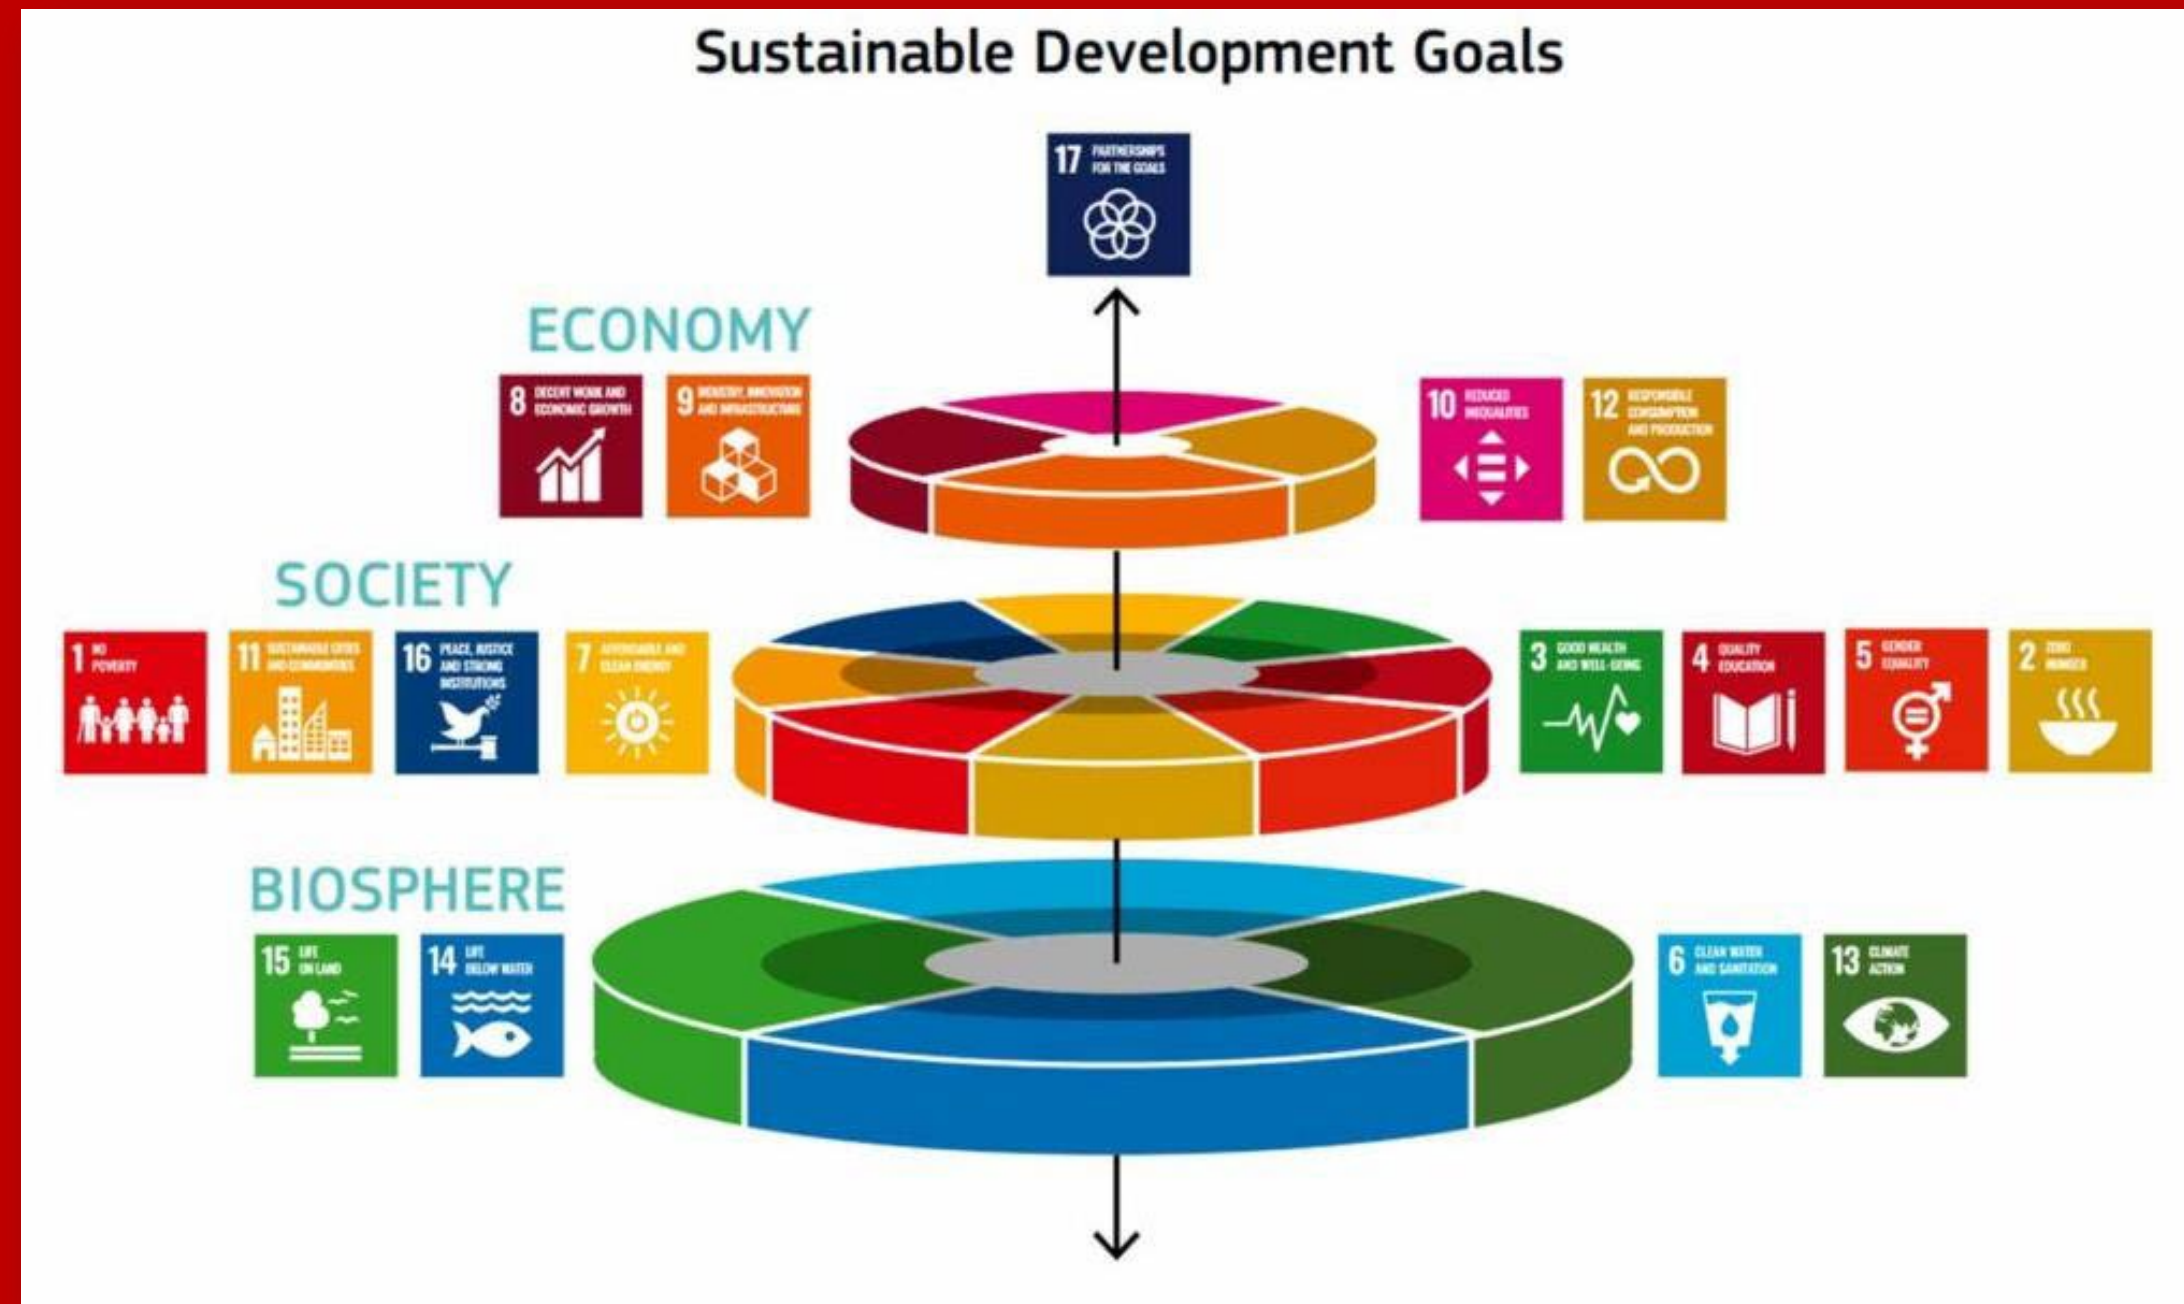 Sustainable Development Goals
17 PARTNERSHIPS
FOR THE GOALS
ECONOMY
8 DECENT WORK AND
ECONOMIC GROWTH
9 INDUSTRY, INNOVATION
AND INFRASTRUCTURE
10 REDUCED
INEQUALITIES
12 RESPONSIBLE
CONSUMPTION
AND PRODUCTION
SOCIETY
1 NO
POVERTY
11 SUSTAINABLE CITIES
AND COMMUNITIES
16 PEACE, JUSTICE
AND STRONG
INSTITUTIONS
7 AFFORDABLE AND
CLEAN ENERGY
3 GOOD HEALTH
AND WELL-BEING
4 QUALITY
EDUCATION
5 GENDER
EQUALITY
2 ZERO
HUNGER
BIOSPHERE
15 LIFE
ON LAND
14 LIFE
BELOW WATER
6 CLEAN WATER
AND SANITATION
13 CLIMATE
ACTION